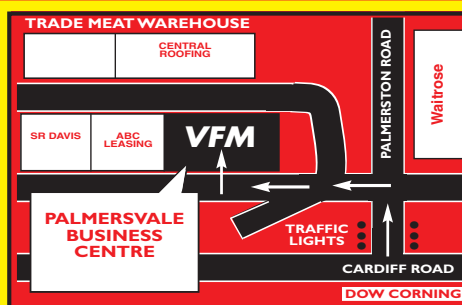 TRADE MEAT WAREHOUSE
CENTRAL
ROOFING
PALMERSTON ROAD
Waitrose
SR DAVIS
ABC
LEASING
VFM
PALMERSVALE
BUSINESS
CENTRE
TRAFFIC
LIGHTS
CARDIFF ROAD
DOW CORNING